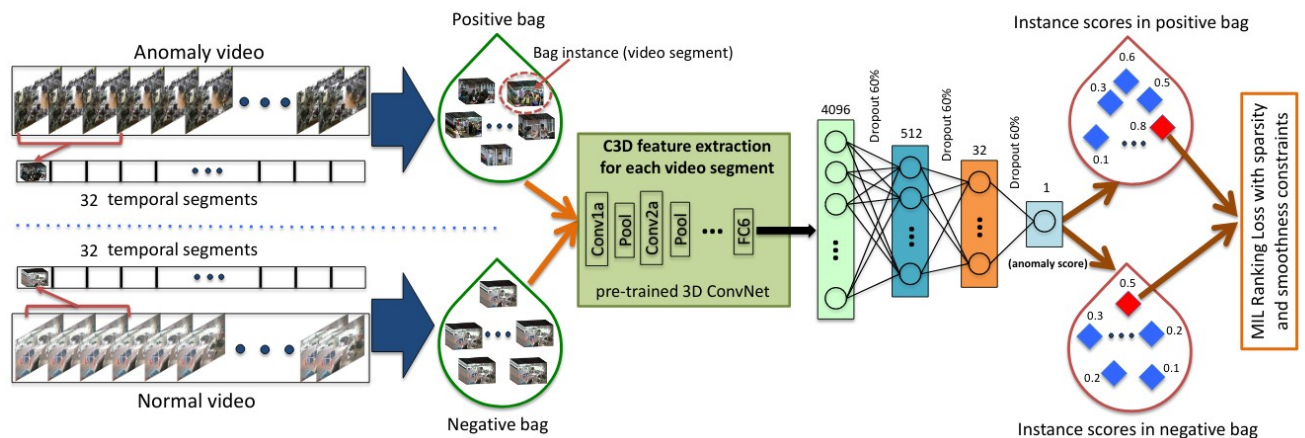 Anomaly video
32 temporal segments
32 temporal segments
Normal video
Positive bag
Bag instance (video segment)
Negative bag
C3D feature extraction
for each video segment
Conv1a
Pool
Conv2a
Pool
FC6
pre-trained 3D ConvNet
4096
Dropout 60%
512
Dropout 60%
32
Dropout 60%
1
(anomaly score)
Instance scores in positive bag
0.6
0.3
0.5
0.8
0.1
0.5
0.3
0.2
0.2
0.1
Instance scores in negative bag
MIL Ranking Loss with sparsity
and smoothness constraints